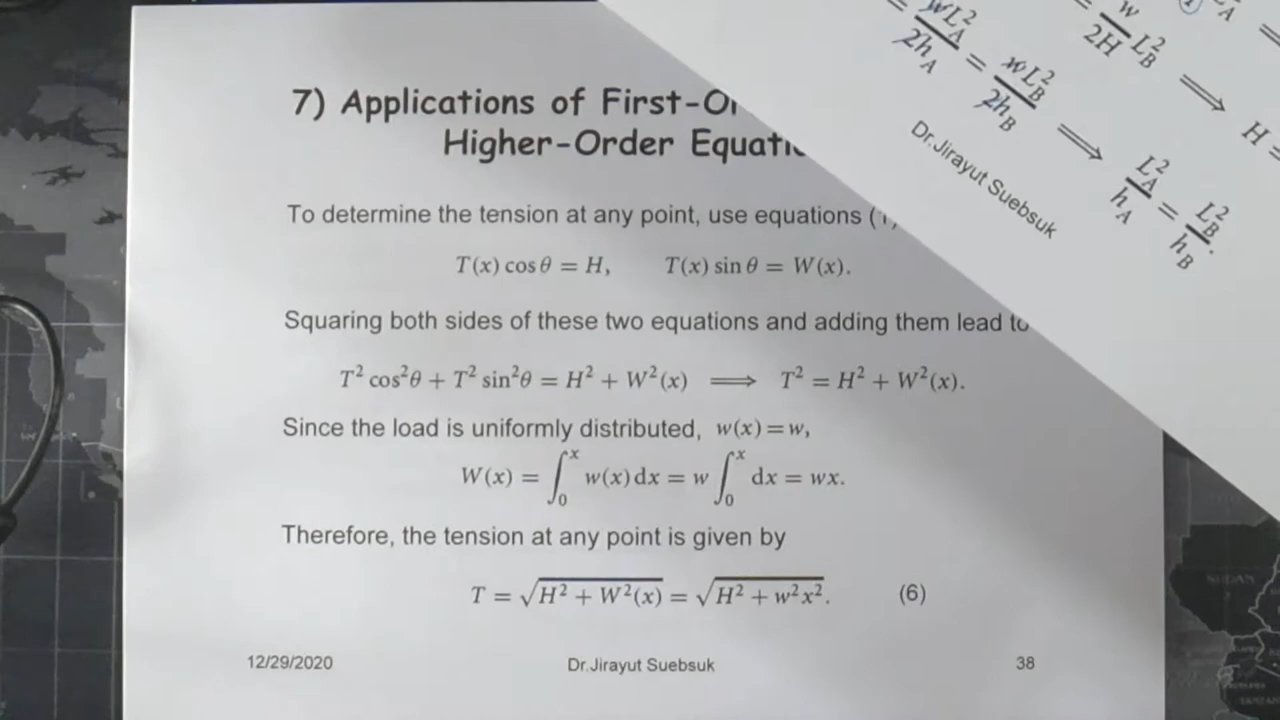 7) Applications of First-Or
Higher-Order Equatio
To determine the tension at any point, use equations (1)
T(x) cos θ = H, T(x) sin θ = W(x).
Squaring both sides of these two equations and adding them lead to
T² cos²θ + T² sin²θ = H² + W²(x) ⟹ T² = H² + W²(x).
Since the load is uniformly distributed, w(x)=w,
W(x) = ∫₀ˣ w(x) dx = w ∫₀ˣ dx = wx.
Therefore, the tension at any point is given by
T = √(H² + W²(x)) = √(H² + w²x²). (6)
12/29/2020 Dr.Jirayut Suebsuk 38
= w/2H L_B² ⟹ H =
= wL_A²/2h_A = wL_B²/2h_B ⟹ L_A²/h_A = L_B²/h_B.
Dr.Jirayut Suebsuk
SUDAN